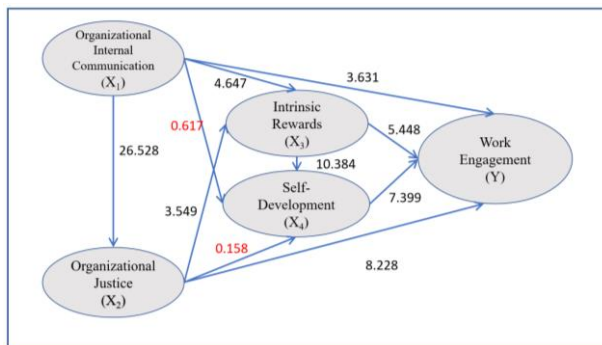 Organizational
Internal
Communication
(X₁)
3.631
4.647
Intrinsic
Rewards
(X₃)
0.617
5.448
Work
Engagement
(Y)
26.528
10.384
Self-
Development
(X₄)
7.399
3.549
0.158
8.228
Organizational
Justice
(X₂)